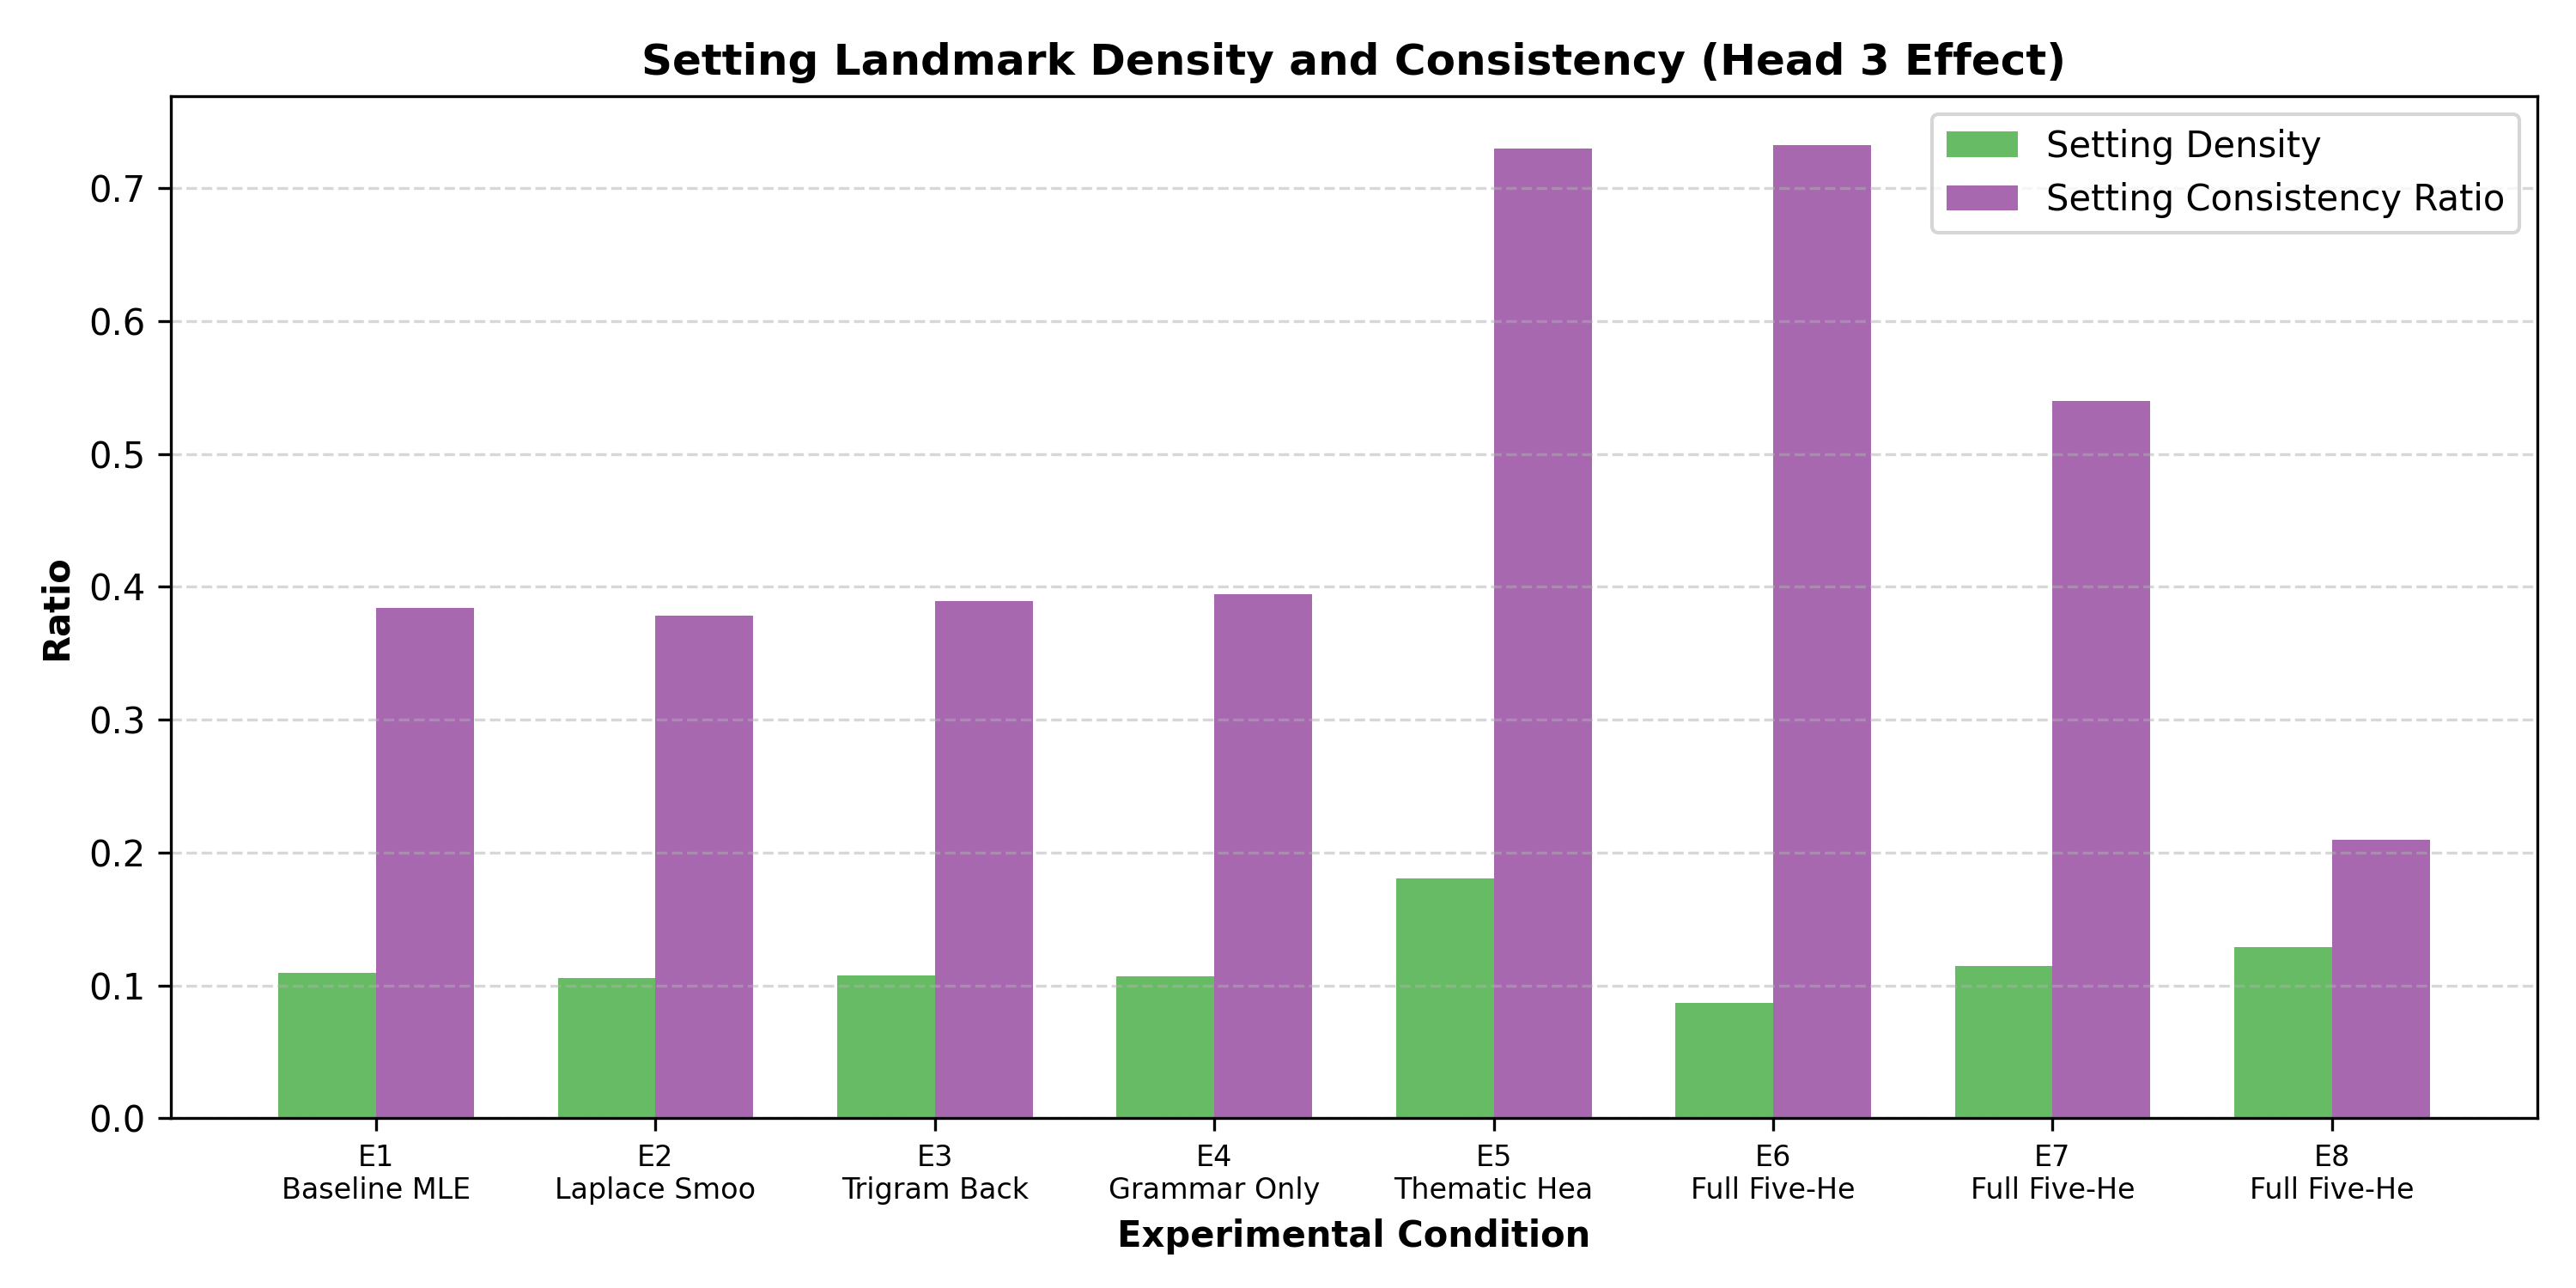 Setting Landmark Density and Consistency (Head 3 Effect)
Setting Density
Setting Consistency Ratio
Ratio
0.7
0.6
0.5
0.4
0.3
0.2
0.1
0.0
E1
Baseline MLE
E2
Laplace Smoo
E3
Trigram Back
E4
Grammar Only
E5
Thematic Hea
E6
Full Five-He
E7
Full Five-He
E8
Full Five-He
Experimental Condition